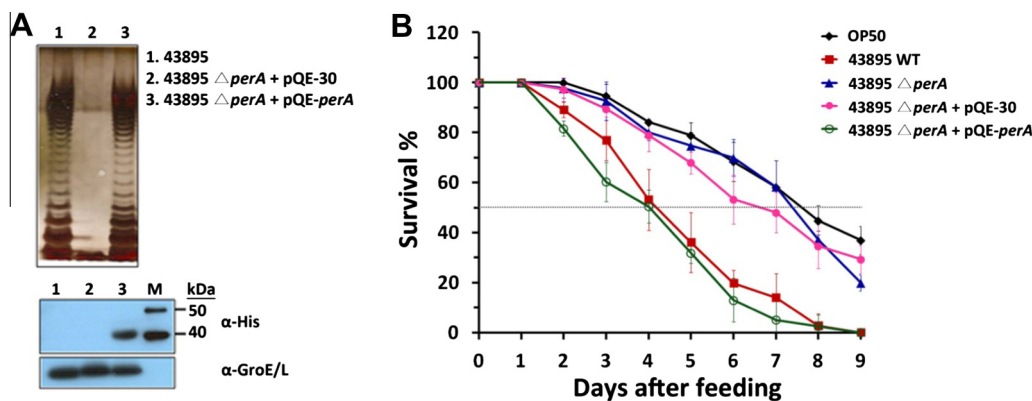 A
1 2 3
1. 43895
2. 43895 △perA + pQE-30
3. 43895 △perA + pQE-perA
1 2 3 M kDa
50
α-His
40
α-GroE/L
B
OP50
43895 WT
43895 △perA
43895 △perA + pQE-30
43895 △perA + pQE-perA
Survival %
120
100
80
60
40
20
0
0 1 2 3 4 5 6 7 8 9
Days after feeding